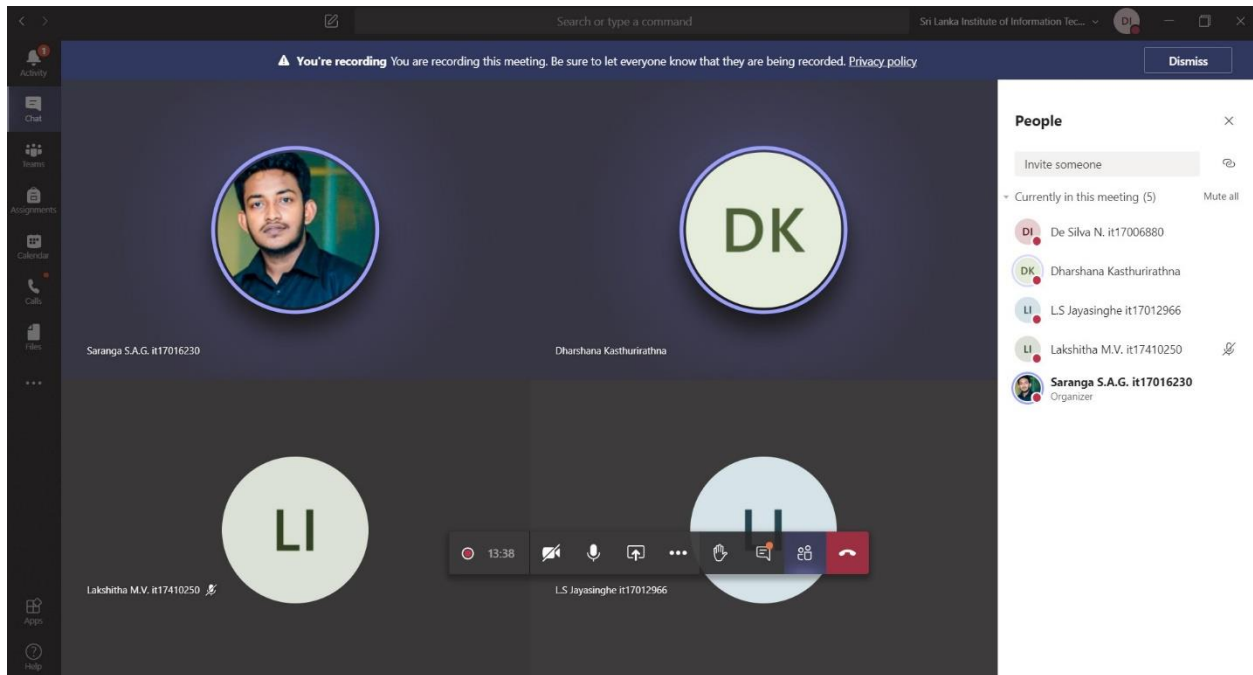 Search or type a command
Sri Lanka Institute of Information Tec...
DI
1
Activity
Chat
Teams
Assignments
Calendar
Calls
Files
Apps
Help
You're recording You are recording this meeting. Be sure to let everyone know that they are being recorded. Privacy policy
Dismiss
Saranga S.A.G. it17016230
DK
Dharshana Kasthurirathna
LI
Lakshitha M.V. it17410250
LI
L.S Jayasinghe it17012966
13:38
People
Invite someone
Currently in this meeting (5)
Mute all
DI De Silva N. it17006880
DK Dharshana Kasthurirathna
LI L.S Jayasinghe it17012966
LI Lakshitha M.V. it17410250
Saranga S.A.G. it17016230
Organizer